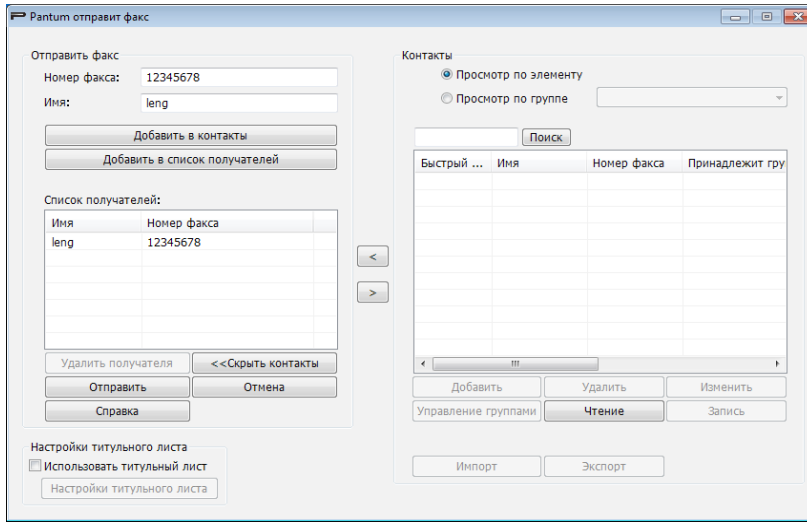 Pantum отправит факс
Отправить факс
Номер факса: 12345678
Имя: leng
Добавить в контакты
Добавить в список получателей
Список получателей:
Имя Номер факса
leng 12345678
Удалить получателя <<Скрыть контакты
Отправить Отмена
Справка
Настройки титульного листа
Использовать титульный лист
Настройки титульного листа
<
>
Контакты
Просмотр по элементу
Просмотр по группе
Поиск
Быстрый ... Имя Номер факса Принадлежит гру
Добавить Удалить Изменить
Управление группами Чтение Запись
Импорт Экспорт